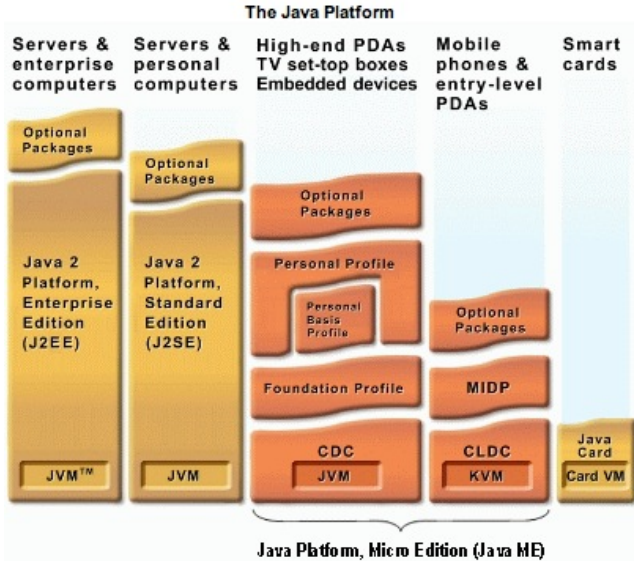 The Java Platform
Servers &
enterprise
computers
Servers &
personal
computers
High-end PDAs
TV set-top boxes
Embedded devices
Mobile
phones &
entry-level
PDAs
Smart
cards
Optional
Packages
Java 2
Platform,
Enterprise
Edition
(J2EE)
JVM™
Optional
Packages
Java 2
Platform,
Standard
Edition
(J2SE)
JVM
Optional
Packages
Personal Profile
Personal
Basis
Profile
Foundation Profile
CDC
JVM
Optional
Packages
MIDP
CLDC
KVM
Java
Card
Card VM
Java Platform, Micro Edition (Java ME)